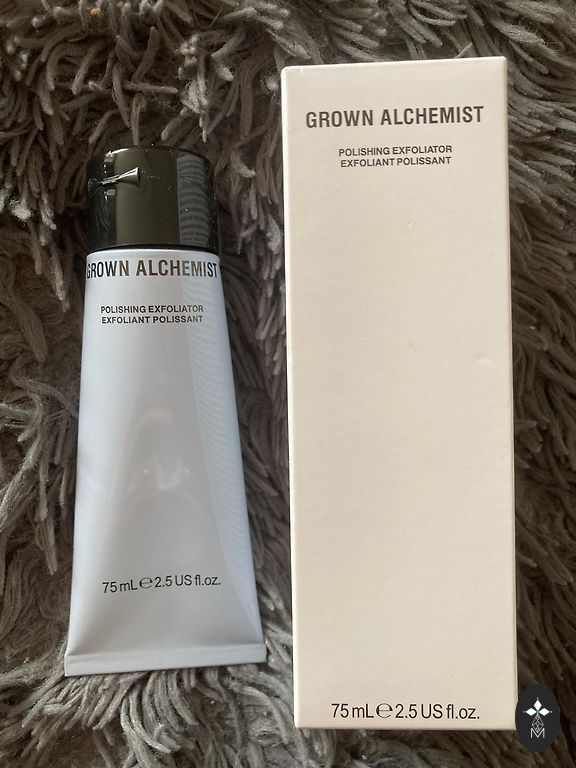 GROWN ALCHEMIST
POLISHING EXFOLIATOR
EXFOLIANT POLISSANT
75 mL℮2.5 US fl.oz.
GROWN ALCHEMIST
POLISHING EXFOLIATOR
EXFOLIANT POLISSANT
75 mL℮2.5 US fl.oz.